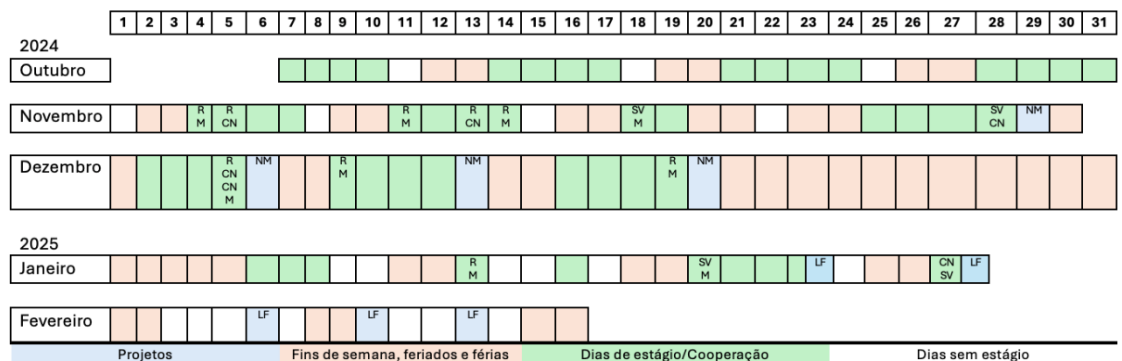 1 2 3 4 5 6 7 8 9 10 11 12 13 14 15 16 17 18 19 20 21 22 23 24 25 26 27 28 29 30 31
2024
Outubro
Novembro R R R R R SV SV NM
M CN M CN M M CN
Dezembro R NM R NM R NM
CN M M
CN
M
2025
Janeiro R SV LF CN LF
M M SV
Fevereiro LF LF LF
Projetos Fins de semana, feriados e férias Dias de estágio/Cooperação Dias sem estágio